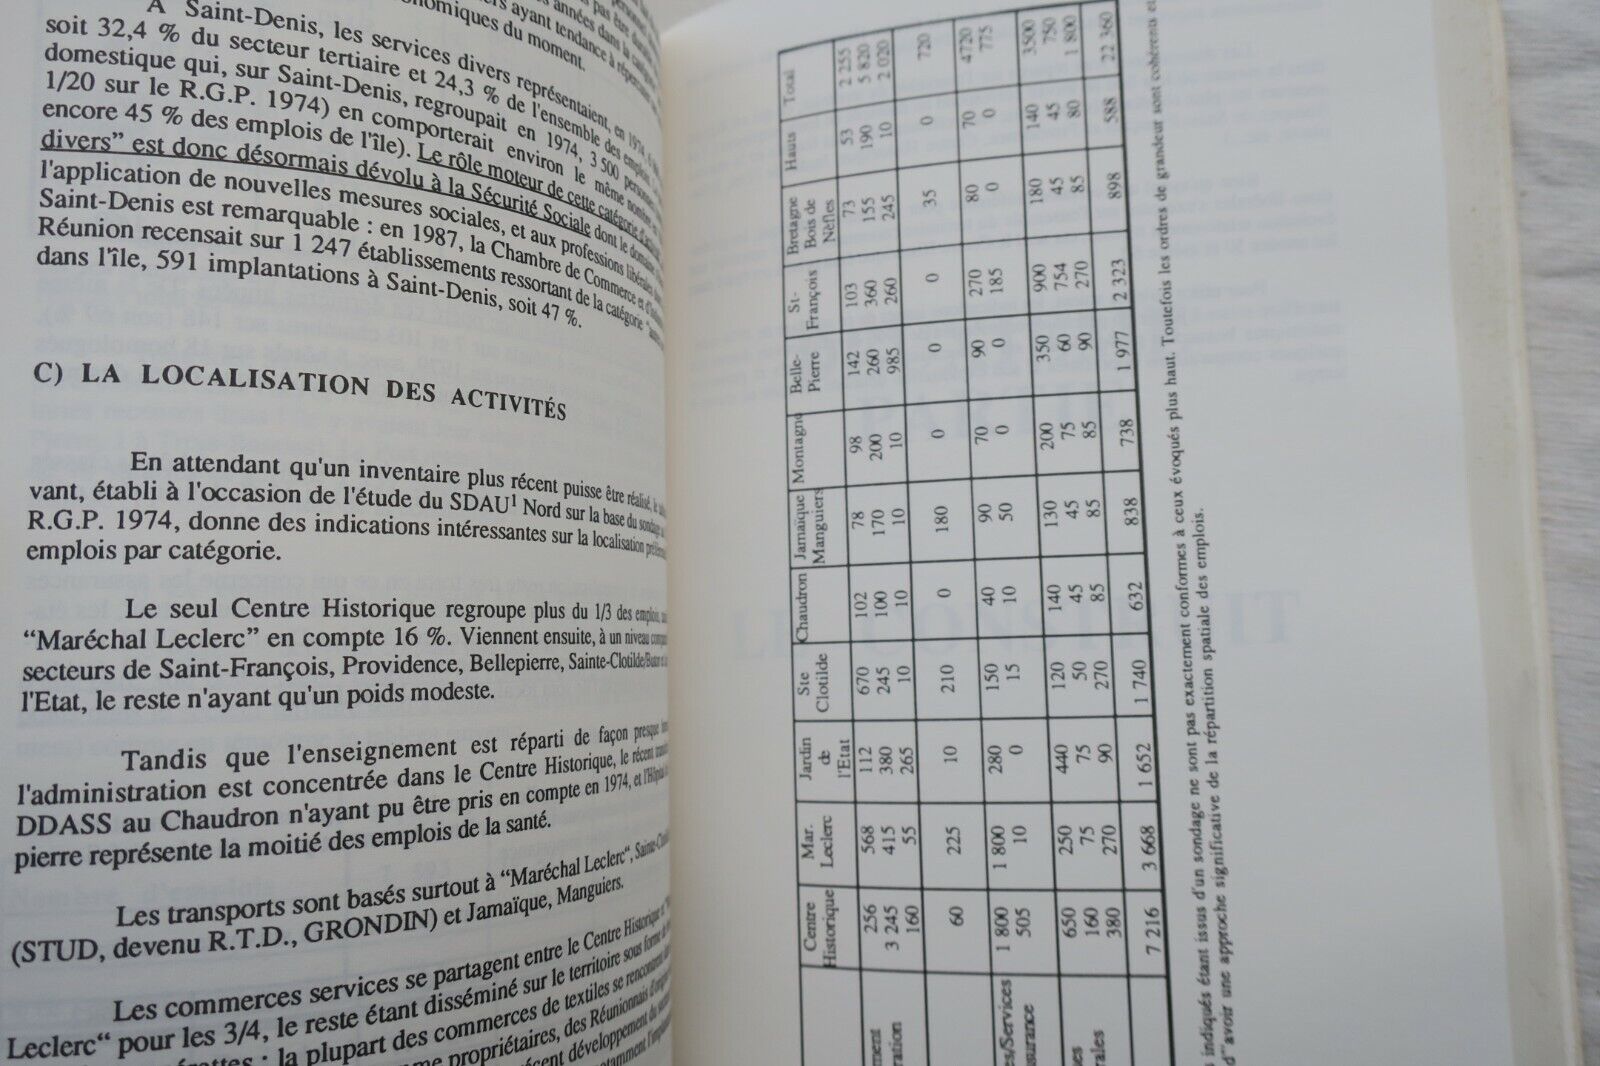 économiques du moment.
A Saint-Denis, les services divers représentaient, en 1974,
soit 32,4 % du secteur tertiaire et 24,3 % de l'ensemble des
domestique qui, sur Saint-Denis, regroupait en 1974, 3 500
1/20 sur le R.G.P. 1974) en comporterait environ le même
encore 45 % des emplois de l'île). Le rôle moteur de cette catégorie
divers” est donc désormais dévolu à la Sécurité Sociale dont le
l'application de nouvelles mesures sociales, et aux professions libérales
Saint-Denis est remarquable : en 1987, la Chambre de Commerce et
Réunion recensait sur 1 247 établissements ressortant de la catégorie
dans l'île, 591 implantations à Saint-Denis, soit 47 %.
C) LA LOCALISATION DES ACTIVITÉS
En attendant qu'un inventaire plus récent puisse être réalisé, le
vant, établi à l'occasion de l'étude du SDAU1 Nord sur la base du sondage au
R.G.P. 1974, donne des indications intéressantes sur la localisation
emplois par catégorie.
Le seul Centre Historique regroupe plus du 1/3 des emplois,
“Maréchal Leclerc” en compte 16 %. Viennent ensuite, à un niveau
secteurs de Saint-François, Providence, Bellepierre, Sainte-Clotilde/
l'Etat, le reste n'ayant qu'un poids modeste.
Tandis que l'enseignement est réparti de façon presque
l'administration est concentrée dans le Centre Historique, le récent
DDASS au Chaudron n'ayant pu être pris en compte en 1974, et l'Hôpital
pierre représente la moitié des emplois de la santé.
Les transports sont basés surtout à “Maréchal Leclerc“,
(STUD, devenu R.T.D., GRONDIN) et Jamaïque, Manguiers.
Les commerces services se partagent entre le Centre Historique
Leclerc“ pour les 3/4, le reste étant disséminé sur le territoire sous forme
: la plupart des commerces de textiles se rencontrent
propriétaires, des Réunionnais
développement du
Centre Historique Mar. Leclerc Jardin de l'Etat Ste Clotilde Chaudron Jamaïque Manguiers Montagne Belle-Pierre St-François Bretagne Bois de Nèfles Hauts Total
256 568 112 670 102 78 98 142 103 73 53 2 255
3 245 415 380 245 100 170 200 260 360 155 190 5 820
160 55 265 10 10 10 10 985 260 245 10 2 020
60 225 10 210 0 180 0 0 0 35 0 720
es/Services 1 800 1 800 280 150 40 90 70 90 270 80 70 4720
surance 505 10 0 15 10 50 0 0 185 0 0 775
650 250 440 120 140 130 200 350 900 180 140 3500
160 75 75 50 45 45 75 60 754 45 45 750
380 270 90 270 85 85 85 90 270 85 80 1 800
7 216 3 668 1 652 1 740 632 838 738 1 977 2 323 898 588 22 360
indiqués étant issus d'un sondage ne sont pas exactement conformes à ceux évoqués plus haut. Toutefois les ordres de grandeur sont cohérents et
d'"avoir une approche significative de la répartition spatiale des emplois.